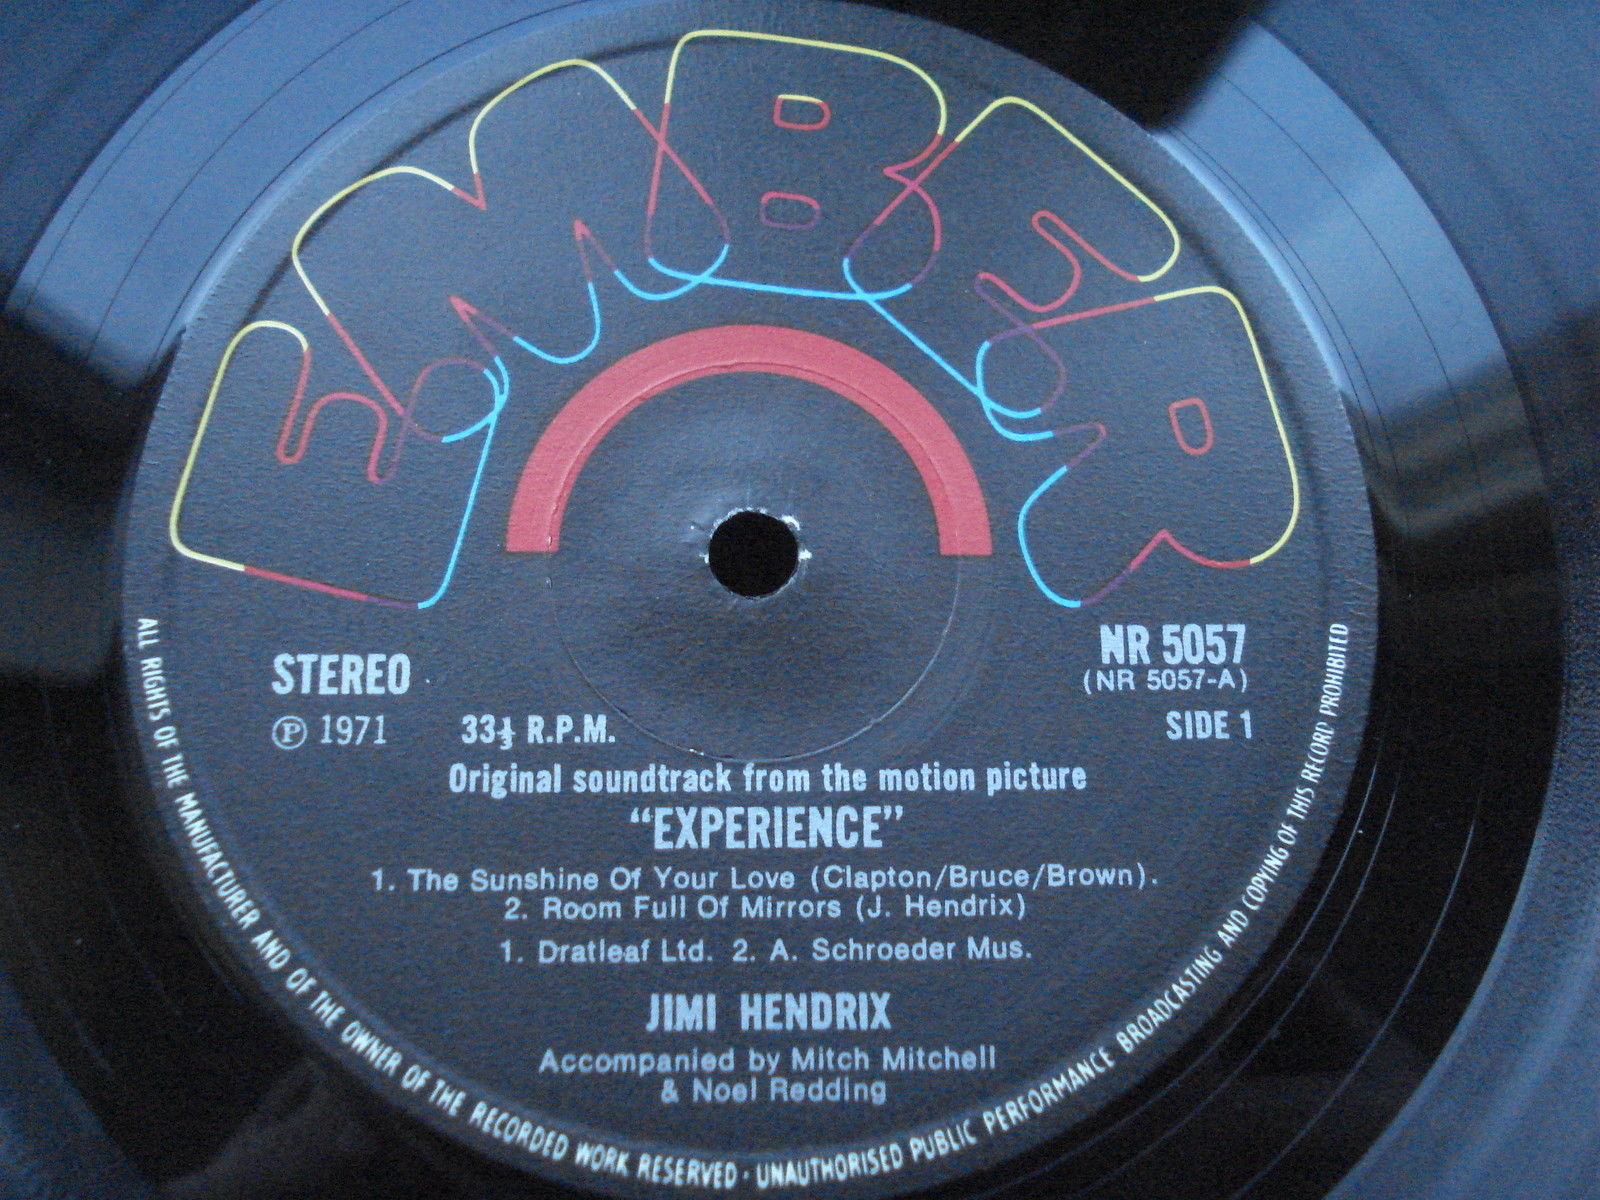 EMBER
STEREO
NR 5057
(NR 5057-A)
℗ 1971
33⅓ R.P.M.
SIDE 1
Original soundtrack from the motion picture
“EXPERIENCE”
1. The Sunshine Of Your Love (Clapton/Bruce/Brown).
2. Room Full Of Mirrors (J. Hendrix)
1. Dratleaf Ltd. 2. A. Schroeder Mus.
JIMI HENDRIX
Accompanied by Mitch Mitchell
& Noel Redding
ALL RIGHTS OF THE MANUFACTURER AND OF THE OWNER OF THE RECORDED WORK RESERVED · UNAUTHORISED PUBLIC PERFORMANCE BROADCASTING AND COPYING OF THIS RECORD PROHIBITED